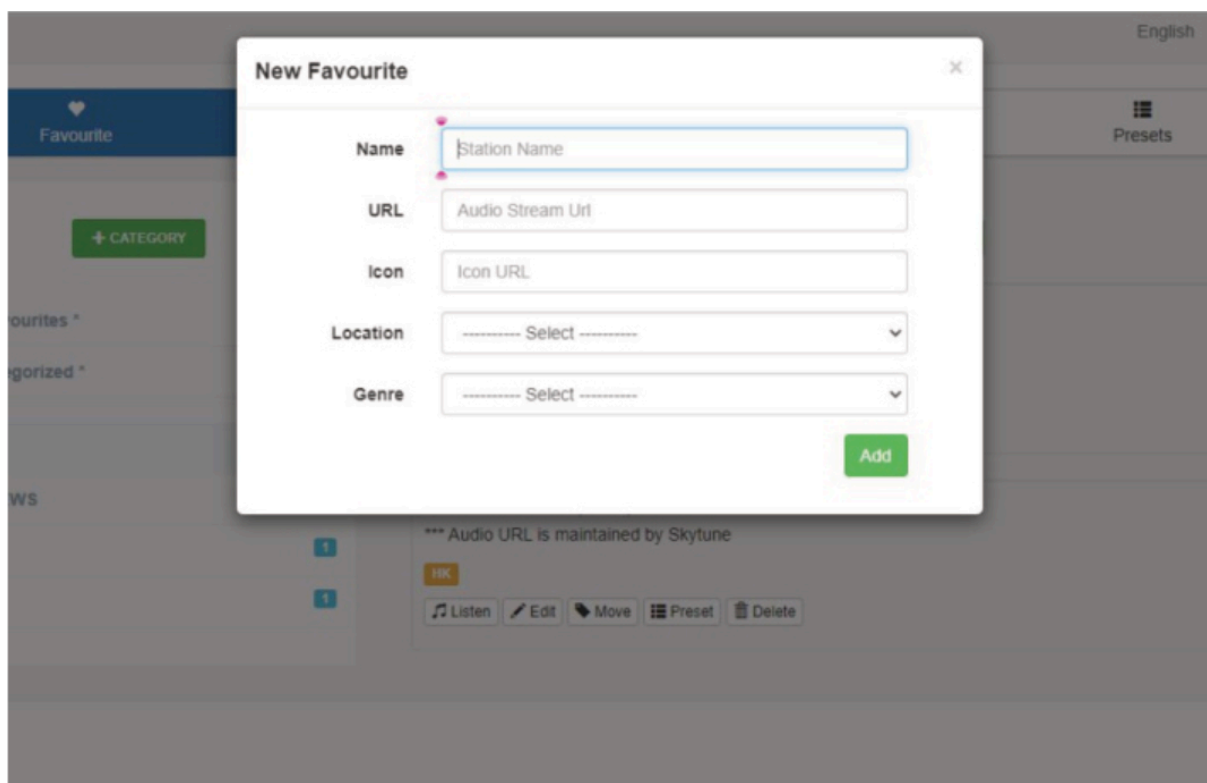 English
New Favourite
×
Favourite
Presets
Name
Station Name
URL
Audio Stream Url
+ CATEGORY
Icon
Icon URL
ourites *
Location
---------- Select ----------
egorized *
Genre
---------- Select ----------
Add
ws
*** Audio URL is maintained by Skytune
1
HK
1
Listen Edit Move Preset Delete